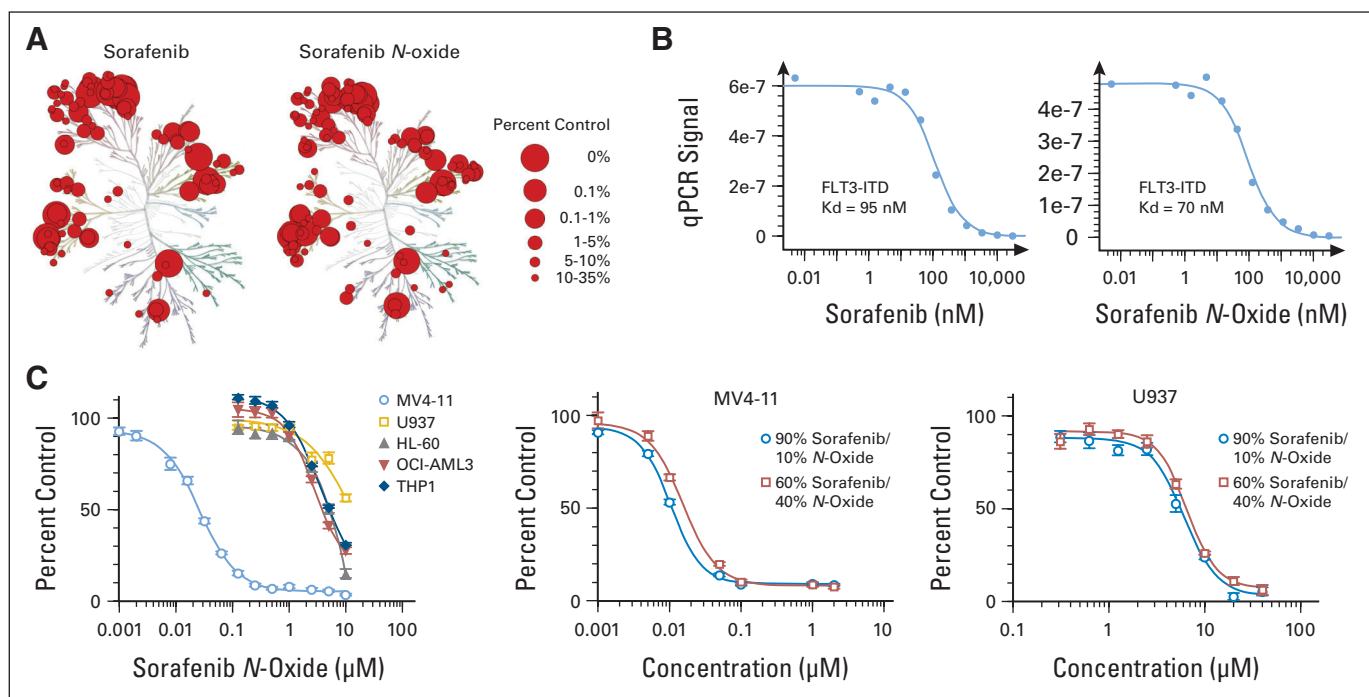 A
Sorafenib
Sorafenib N-oxide
Percent Control
0%
0.1%
0.1-1%
1-5%
5-10%
10-35%
B
qPCR Signal
6e-7
4e-7
2e-7
0
FLT3-ITD
Kd = 95 nM
1
100
10,000
Sorafenib (nM)
4e-7
3e-7
2e-7
1e-7
0
FLT3-ITD
Kd = 70 nM
0.01
1
100
10,000
Sorafenib N-Oxide (nM)
C
Percent Control
100
50
0
MV4-11
U937
HL-60
OCI-AML3
THP1
0.001
0.01
0.1
1
10
100
Sorafenib N-Oxide (µM)
MV4-11
Percent Control
100
50
0
90% Sorafenib/
10% N-Oxide
60% Sorafenib/
40% N-Oxide
0.001
0.01
0.1
1
10
Concentration (µM)
U937
Percent Control
100
50
0
90% Sorafenib/
10% N-Oxide
60% Sorafenib/
40% N-Oxide
0.1
1
10
100
Concentration (µM)